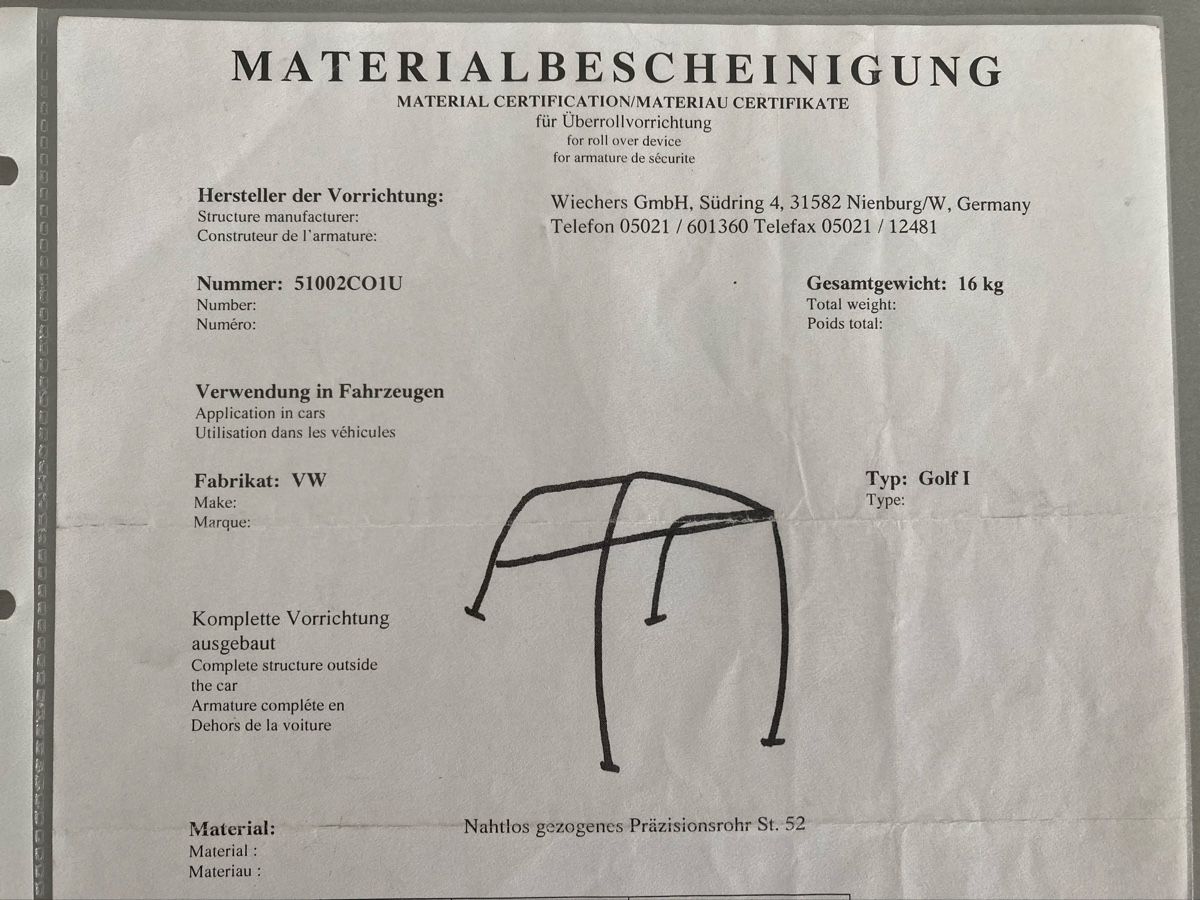 MATERIALBESCHEINIGUNG
MATERIAL CERTIFICATION/MATERIAU CERTIFIKATE
für Überrollvorrichtung
for roll over device
for armature de sécurite
Hersteller der Vorrichtung:
Structure manufacturer:
Construteur de l'armature:
Wiechers GmbH, Südring 4, 31582 Nienburg/W, Germany
Telefon 05021 / 601360 Telefax 05021 / 12481
Nummer: 51002CO1U
Number:
Numéro:
Gesamtgewicht: 16 kg
Total weight:
Poids total:
Verwendung in Fahrzeugen
Application in cars
Utilisation dans les véhicules
Fabrikat: VW
Make:
Marque:
Typ: Golf I
Type:
Komplette Vorrichtung
ausgebaut
Complete structure outside
the car
Armature compléte en
Dehors de la voiture
Material:
Material :
Materiau :
Nahtlos gezogenes Präzisionsrohr St. 52